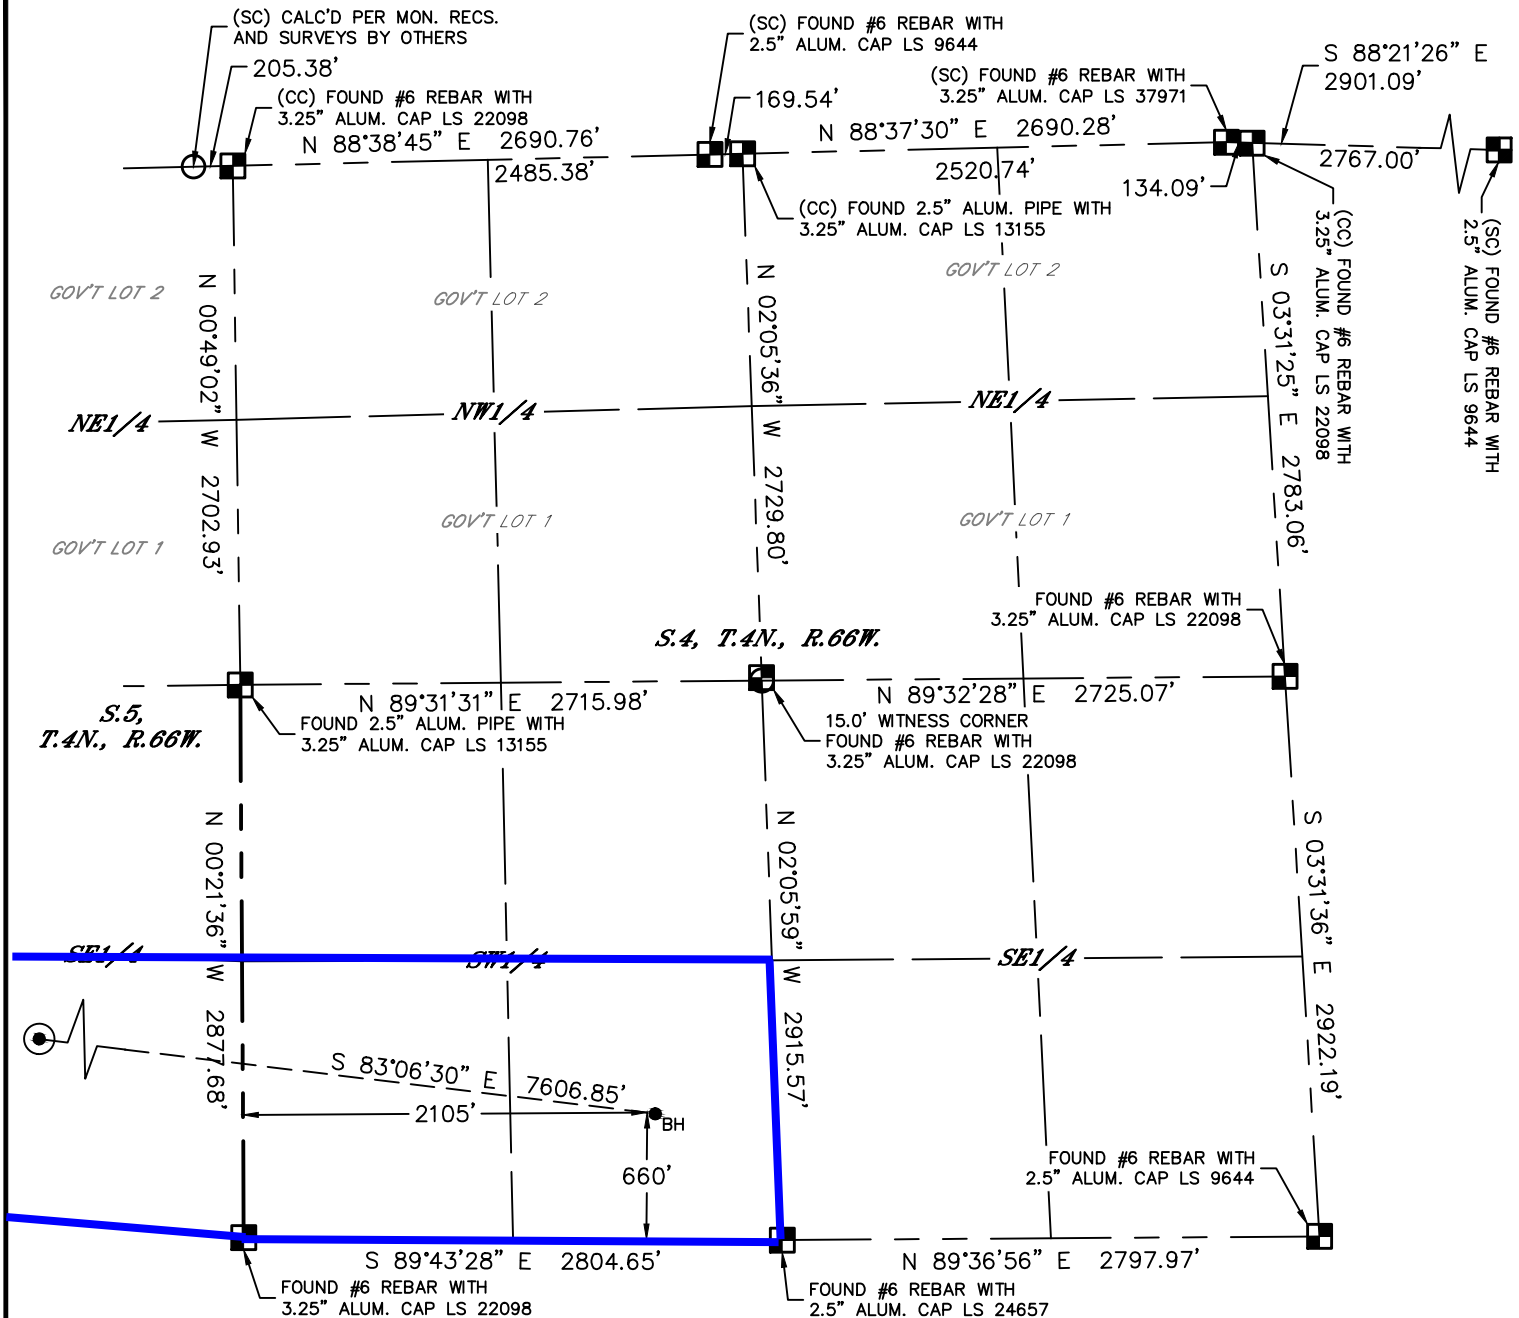 (SC) CALC'D PER MON. RECS.
AND SURVEYS BY OTHERS
205.38'
(CC) FOUND #6 REBAR WITH
3.25" ALUM. CAP LS 22098
N 88°38'45" E 2690.76'
2485.38'
(SC) FOUND #6 REBAR WITH
2.5" ALUM. CAP LS 9644
169.54'
(SC) FOUND #6 REBAR WITH
3.25" ALUM. CAP LS 37971
N 88°37'30" E 2690.28'
2520.74'
134.09'
S 88°21'26" E
2901.09'
2767.00'
(CC) FOUND 2.5" ALUM. PIPE WITH
3.25" ALUM. CAP LS 13155
(CC) FOUND #6 REBAR WITH
3.25" ALUM. CAP LS 22098
(SC) FOUND #6 REBAR WITH
2.5" ALUM. CAP LS 9644
GOV'T LOT 2
GOV'T LOT 2
GOV'T LOT 2
N 00°49'02" W 2702.93'
N 02°05'36" W 2729.80'
S 03°31'25" E 2783.06'
NE1/4
NW1/4
NE1/4
GOV'T LOT 1
GOV'T LOT 1
GOV'T LOT 1
FOUND #6 REBAR WITH
3.25" ALUM. CAP LS 22098
S.4, T.4N., R.66W.
N 89°31'31" E 2715.98'
N 89°32'28" E 2725.07'
S.5,
T.4N., R.66W.
FOUND 2.5" ALUM. PIPE WITH
3.25" ALUM. CAP LS 13155
15.0' WITNESS CORNER
FOUND #6 REBAR WITH
3.25" ALUM. CAP LS 22098
N 00°21'36" W 2877.68'
N 02°05'59" W 2915.57'
S 03°31'36" E 2922.19'
SE1/4
SW1/4
SE1/4
S 83°06'30" E 7606.85'
2105'
BH
660'
FOUND #6 REBAR WITH
2.5" ALUM. CAP LS 9644
S 89°43'28" E 2804.65'
N 89°36'56" E 2797.97'
FOUND #6 REBAR WITH
3.25" ALUM. CAP LS 22098
FOUND #6 REBAR WITH
2.5" ALUM. CAP LS 24657